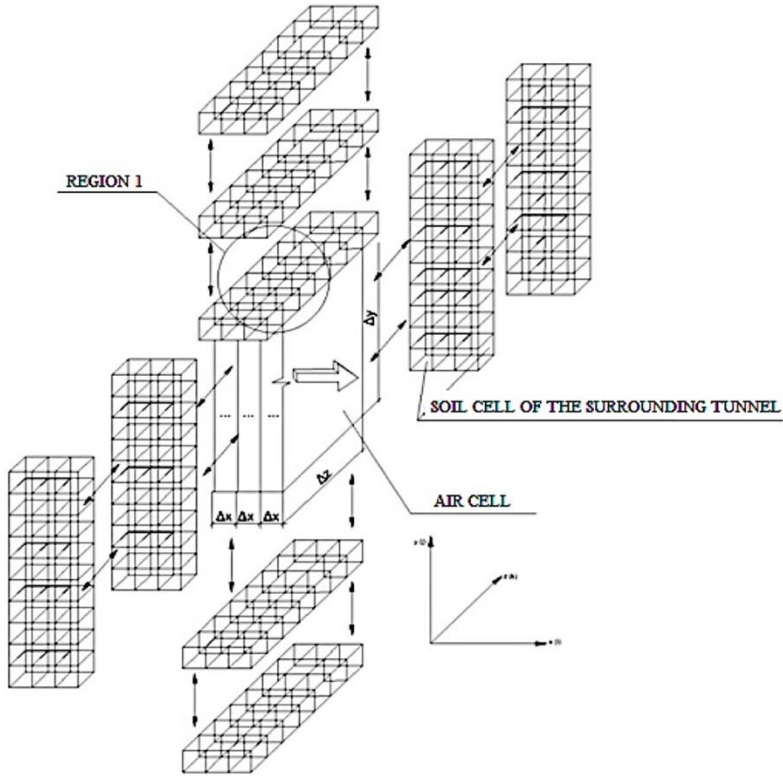 REGION 1
Δy
SOIL CELL OF THE SURROUNDING TUNNEL
... ... ...
Δz
AIR CELL
Δx Δx Δx